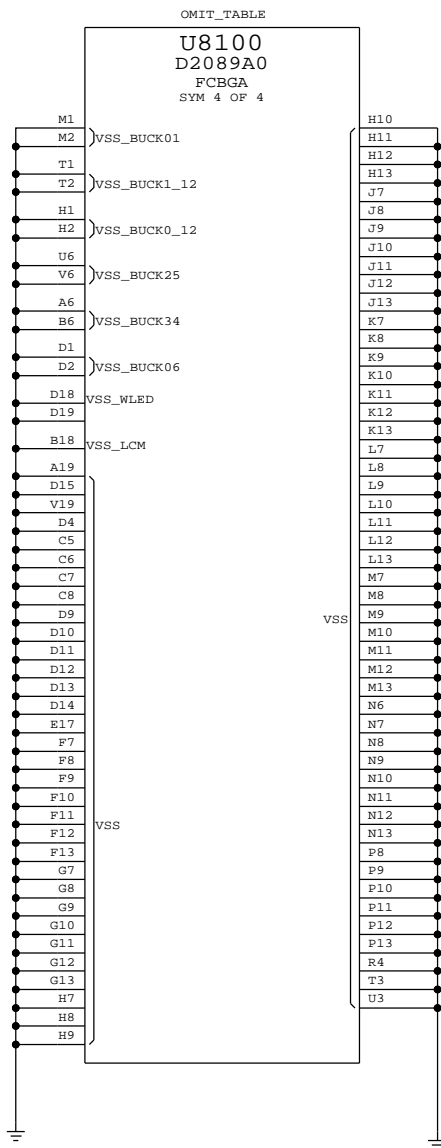 OMIT_TABLE
U8100
D2089A0
FCBGA
SYM 4 OF 4
M1
M2
VSS_BUCK01
T1
T2
VSS_BUCK1_12
H1
H2
VSS_BUCK0_12
U6
V6
VSS_BUCK25
A6
B6
VSS_BUCK34
D1
D2
VSS_BUCK06
D18
VSS_WLED
D19
B18
VSS_LCM
A19
D15
V19
D4
C5
C6
C7
C8
D9
D10
D11
D12
D13
D14
E17
F7
F8
F9
F10
F11
F12
F13
G7
G8
G9
G10
G11
G12
G13
H7
H8
H9
VSS
H10
H11
H12
H13
J7
J8
J9
J10
J11
J12
J13
K7
K8
K9
K10
K11
K12
K13
L7
L8
L9
L10
L11
L12
L13
M7
M8
M9
M10
M11
M12
M13
N6
N7
N8
N9
N10
N11
N12
N13
P8
P9
P10
P11
P12
P13
R4
T3
U3
VSS